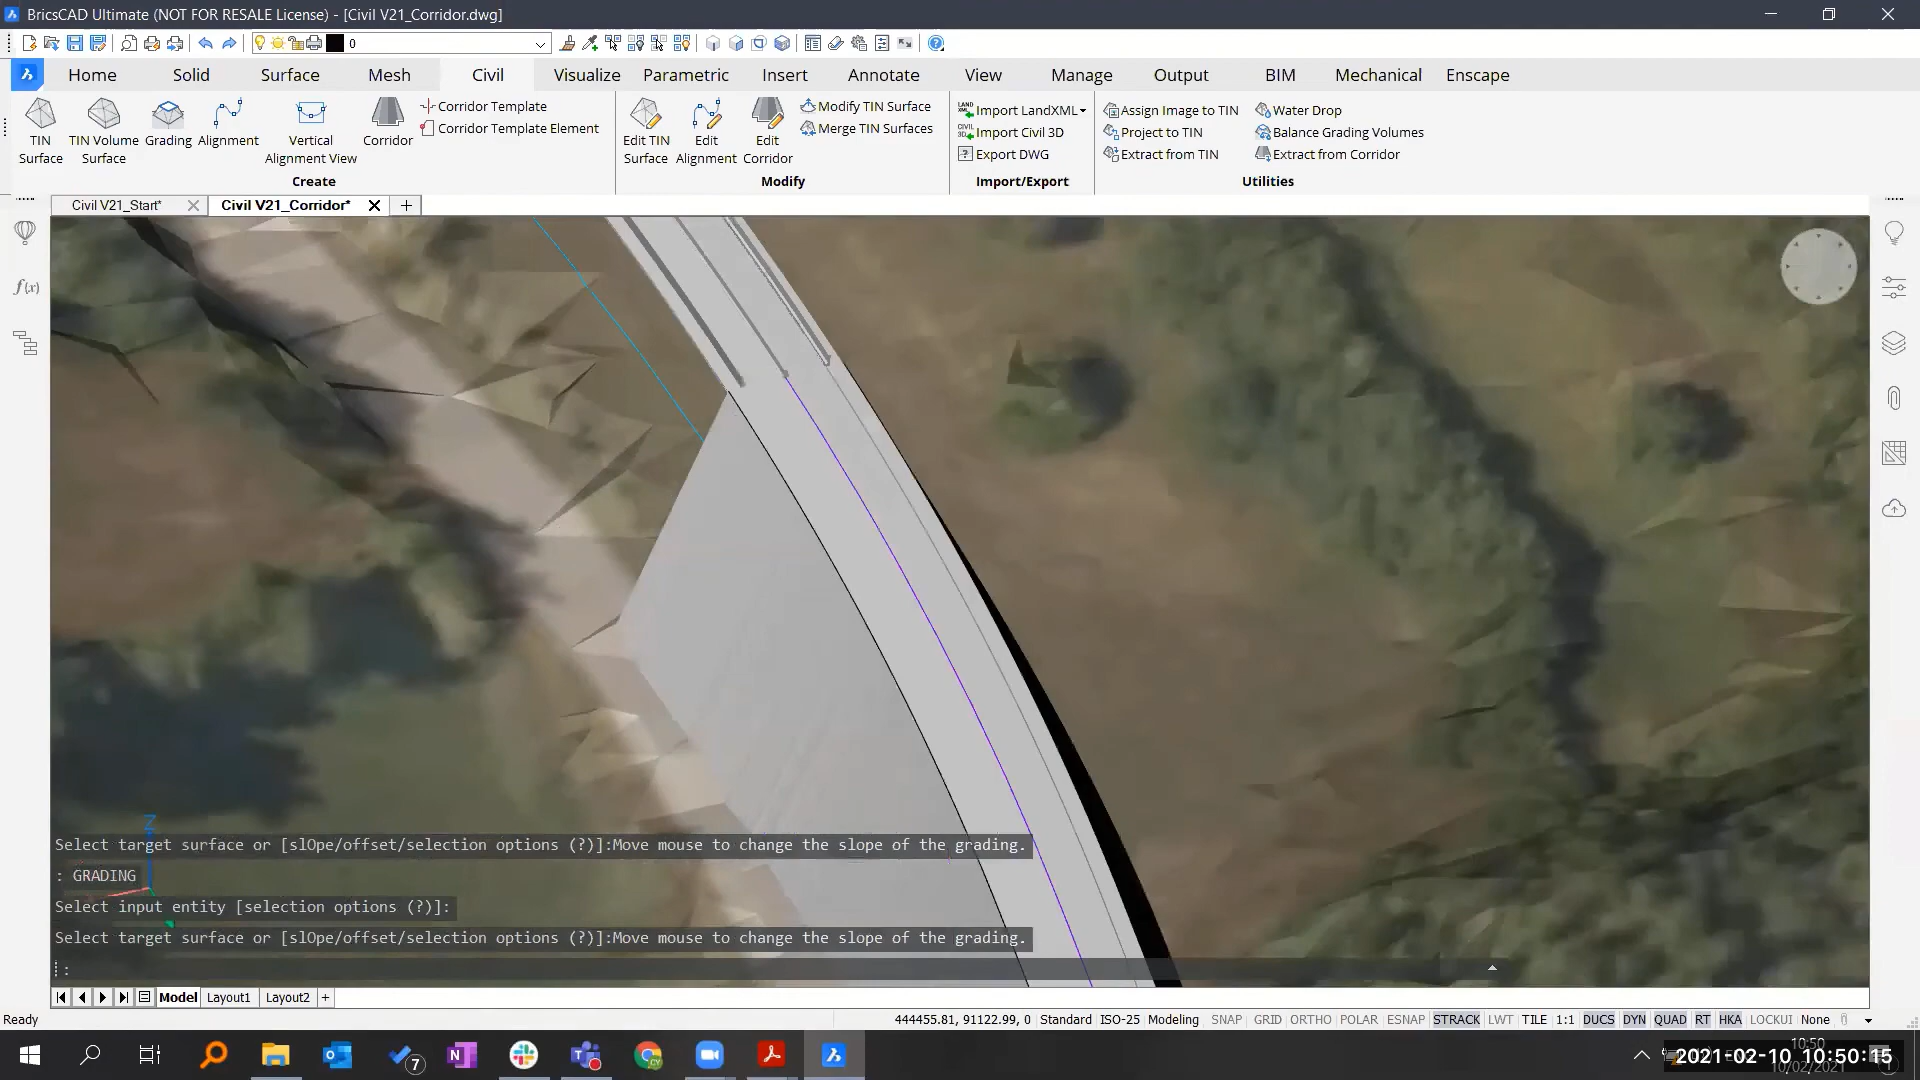 BricsCAD Ultimate (NOT FOR RESALE License) - [Civil V21_Corridor.dwg]
0
Home Solid Surface Mesh Civil Visualize Parametric Insert Annotate View Manage Output BIM Mechanical Enscape
TIN Surface
TIN Volume Surface
Grading
Alignment
Vertical Alignment View
Corridor
Corridor Template
Corridor Template Element
Create
Edit TIN Surface
Edit Alignment
Edit Corridor
Modify TIN Surface
Merge TIN Surfaces
Modify
Import LandXML
Import Civil 3D
Export DWG
Import/Export
Assign Image to TIN
Project to TIN
Extract from TIN
Water Drop
Balance Grading Volumes
Extract from Corridor
Utilities
Civil V21_Start* Civil V21_Corridor* +
f(x)
Z
Select target surface or [slOpe/offset/selection options (?)]:Move mouse to change the slope of the grading.
: GRADING
Select input entity [selection options (?)]:
Select target surface or [slOpe/offset/selection options (?)]:Move mouse to change the slope of the grading.
:
Model Layout1 Layout2 +
Ready
444455.81, 91122.99, 0 Standard ISO-25 Modeling SNAP GRID ORTHO POLAR ESNAP STRACK LWT TILE 1:1 DUCS DYN QUAD RT HKA LOCKUI None
7
10:50
2021-02-10 10:50:15
10/02/2021